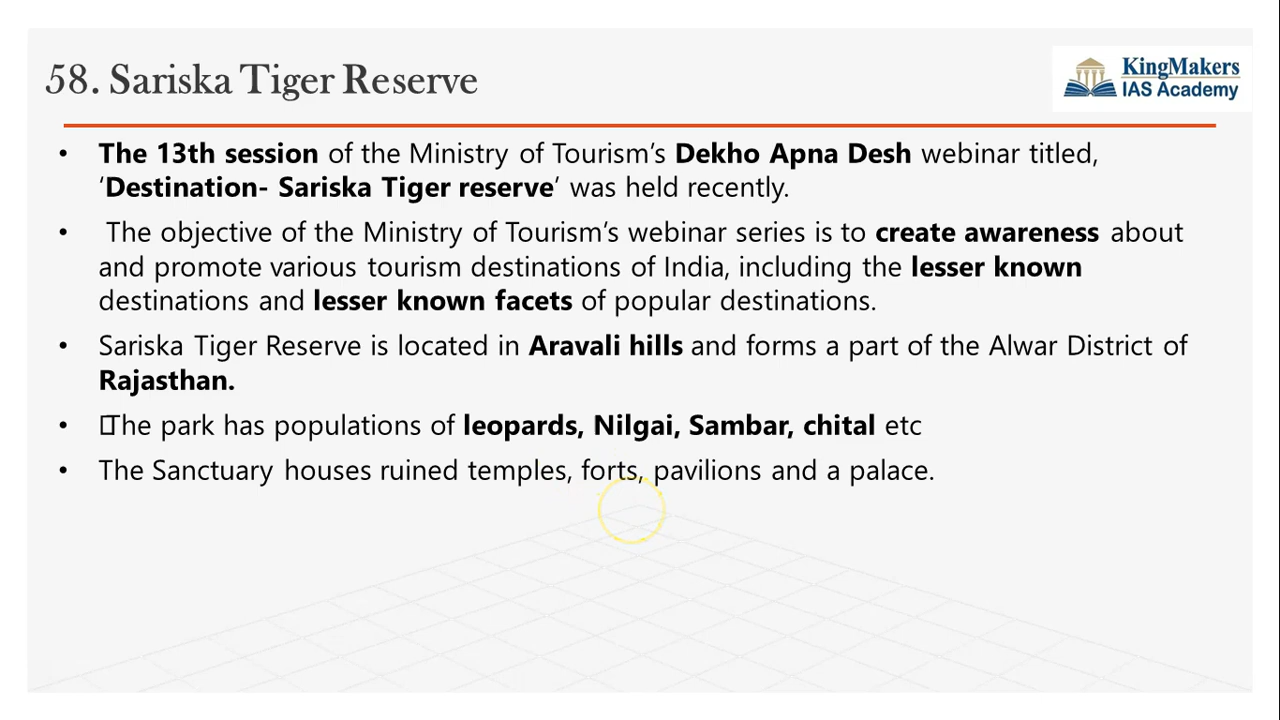 58. Sariska Tiger Reserve
KingMakers
IAS Academy
• The 13th session of the Ministry of Tourism’s Dekho Apna Desh webinar titled,
‘Destination- Sariska Tiger reserve’ was held recently.
• The objective of the Ministry of Tourism’s webinar series is to create awareness about
and promote various tourism destinations of India, including the lesser known
destinations and lesser known facets of popular destinations.
• Sariska Tiger Reserve is located in Aravali hills and forms a part of the Alwar District of
Rajasthan.
• The park has populations of leopards, Nilgai, Sambar, chital etc
• The Sanctuary houses ruined temples, forts, pavilions and a palace.